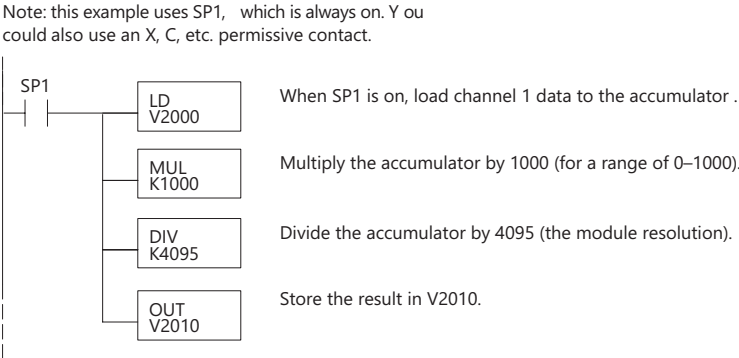 Note: this example uses SP1, which is always on. Y ou
could also use an X, C, etc. permissive contact.
SP1
LD
V2000
When SP1 is on, load channel 1 data to the accumulator .
MUL
K1000
Multiply the accumulator by 1000 (for a range of 0–1000).
DIV
K4095
Divide the accumulator by 4095 (the module resolution).
OUT
V2010
Store the result in V2010.